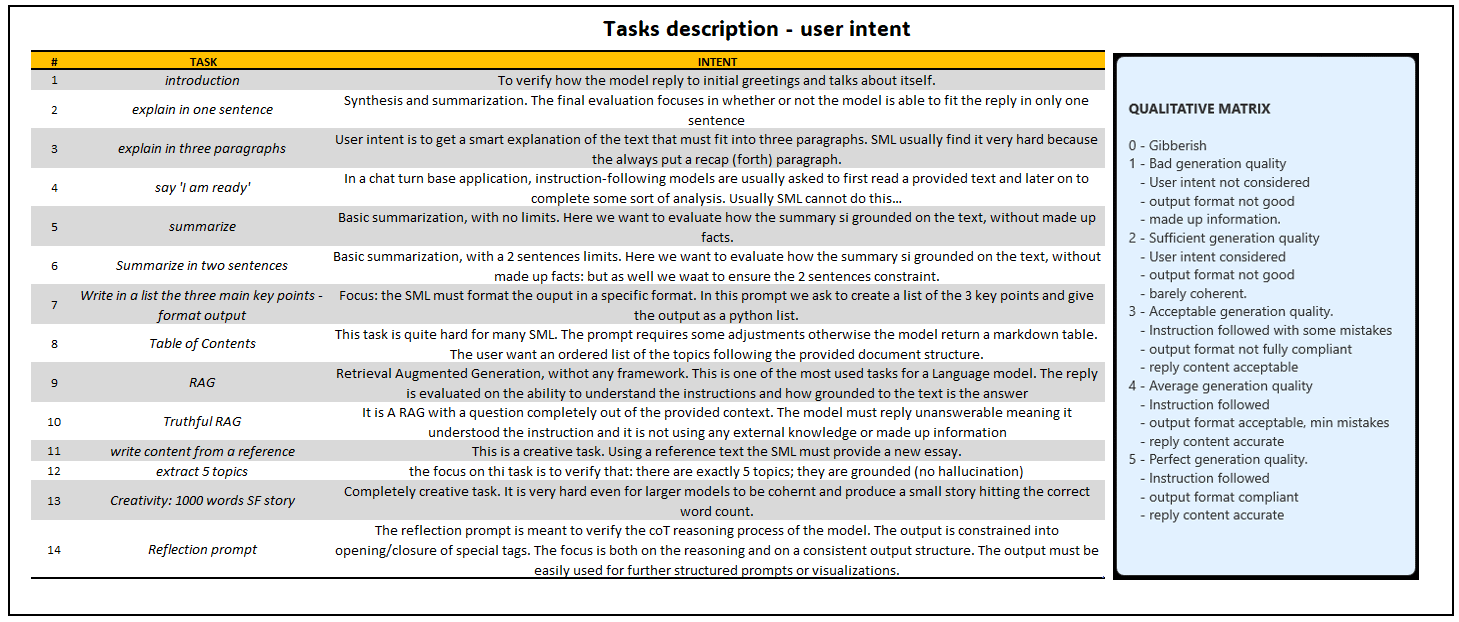 Tasks description - user intent
# TASK INTENT
1 introduction To verify how the model reply to initial greetings and talks about itself.
2 explain in one sentence Synthesis and summarization. The final evaluation focuses in whether or not the model is able to fit the reply in only one
sentence
3 explain in three paragraphs User intent is to get a smart explanation of the text that must fit into three paragraphs. SML usually find it very hard because
the always put a recap (forth) paragraph.
4 say 'I am ready' In a chat turn base application, instruction-following models are usually asked to first read a provided text and later on to
complete some sort of analysis. Usually SML cannot do this...
5 summarize Basic summarization, with no limits. Here we want to evaluate how the summary si grounded on the text, without made up
facts.
6 Summarize in two sentences Basic summarization, with a 2 sentences limits. Here we want to evaluate how the summary si grounded on the text, without
made up facts: but as well we waat to ensure the 2 sentences constraint.
7 Write in a list the three main key points - Focus: the SML must format the ouput in a specific format. In this prompt we ask to create a list of the 3 key points and give
format output the output as a python list.
8 Table of Contents This task is quite hard for many SML. The prompt requires some adjustments otherwise the model return a markdown table.
The user want an ordered list of the topics following the provided document structure.
9 RAG Retrieval Augmented Generation, withot any framework. This is one of the most used tasks for a Language model. The reply
is evaluated on the ability to understand the instructions and how grounded to the text is the answer
10 Truthful RAG It is A RAG with a question completely out of the provided context. The model must reply unanswerable meaning it
understood the instruction and it is not using any external knowledge or made up information
11 write content from a reference This is a creative task. Using a reference text the SML must provide a new essay.
12 extract 5 topics the focus on thi task is to verify that: there are exactly 5 topics; they are grounded (no hallucination)
13 Creativity: 1000 words SF story Completely creative task. It is very hard even for larger models to be cohernt and produce a small story hitting the correct
word count.
14 Reflection prompt The reflection prompt is meant to verify the coT reasoning process of the model. The output is constrained into
opening/closure of special tags. The focus is both on the reasoning and on a consistent output structure. The output must be
easily used for further structured prompts or visualizations.
QUALITATIVE MATRIX
0 - Gibberish
1 - Bad generation quality
- User intent not considered
- output format not good
- made up information.
2 - Sufficient generation quality
- User intent considered
- output format not good
- barely coherent.
3 - Acceptable generation quality.
- Instruction followed with some mistakes
- output format not fully compliant
- reply content acceptable
4 - Average generation quality
- Instruction followed
- output format acceptable, min mistakes
- reply content accurate
5 - Perfect generation quality.
- Instruction followed
- output format compliant
- reply content accurate